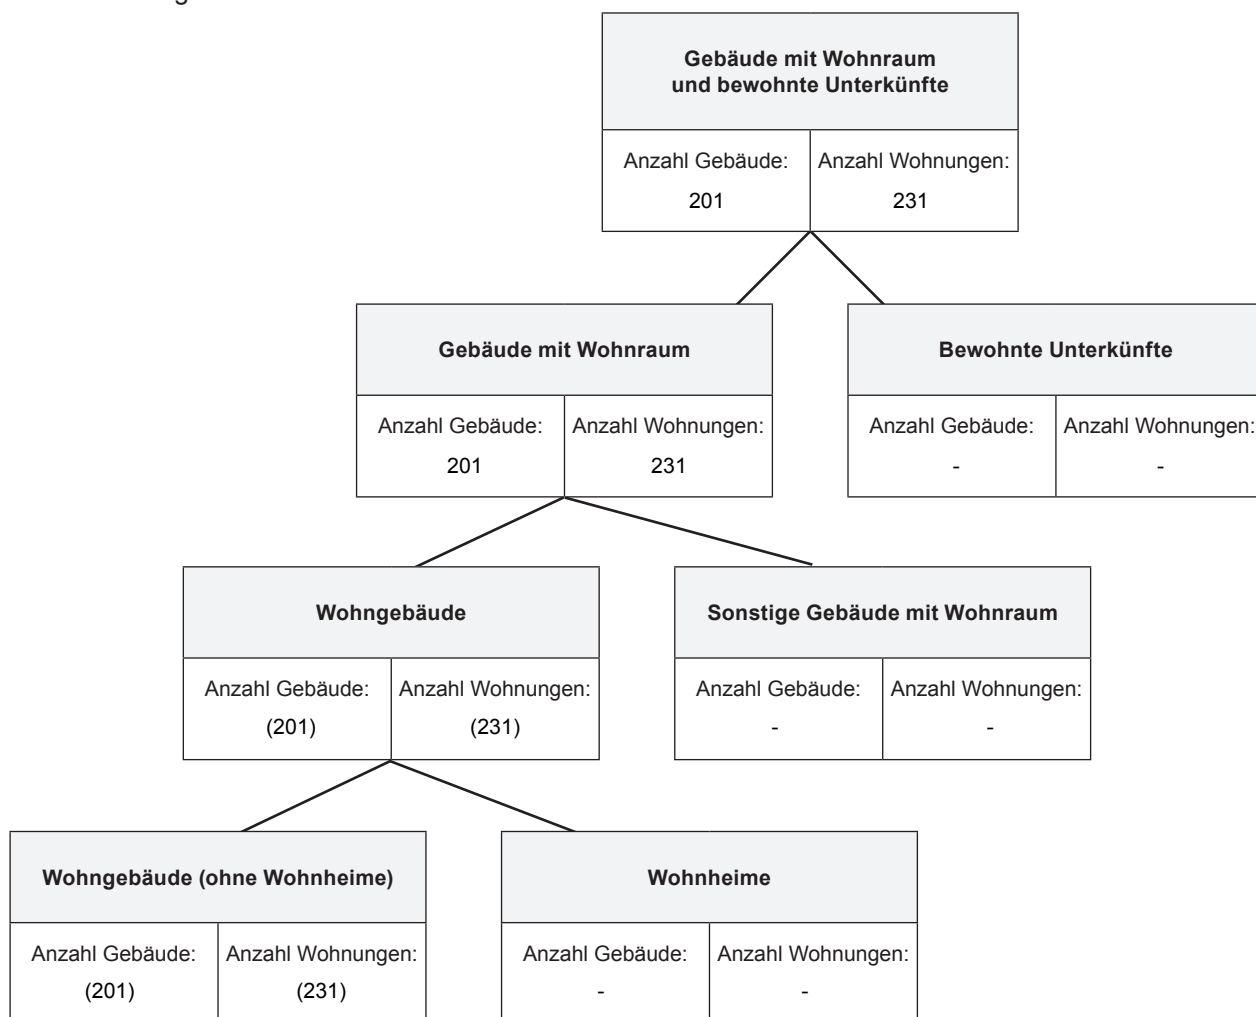 Gebäude mit Wohnraum
und bewohnte Unterkünfte
Anzahl Gebäude: Anzahl Wohnungen:
201 231
Gebäude mit Wohnraum
Anzahl Gebäude: Anzahl Wohnungen:
201 231
Bewohnte Unterkünfte
Anzahl Gebäude: Anzahl Wohnungen:
- -
Wohngebäude
Anzahl Gebäude: Anzahl Wohnungen:
(201) (231)
Sonstige Gebäude mit Wohnraum
Anzahl Gebäude: Anzahl Wohnungen:
- -
Wohngebäude (ohne Wohnheime)
Anzahl Gebäude: Anzahl Wohnungen:
(201) (231)
Wohnheime
Anzahl Gebäude: Anzahl Wohnungen:
- -